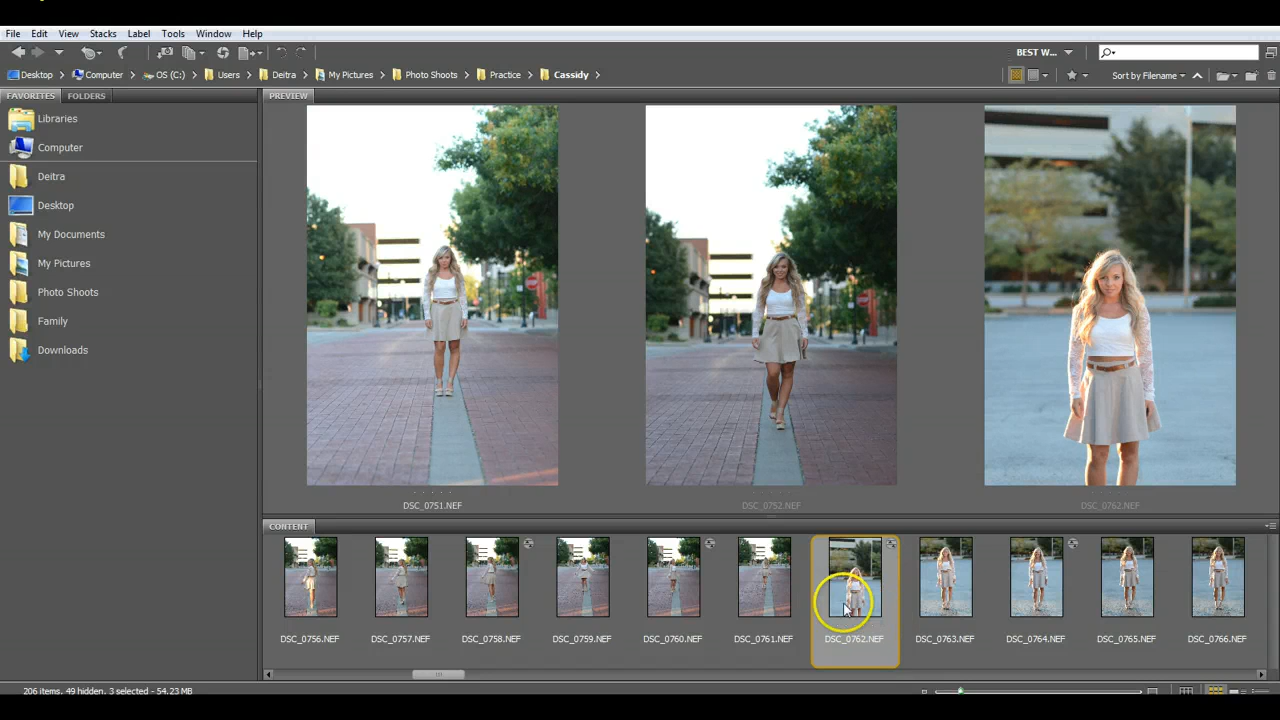 File Edit View Stacks Label Tools Window Help
BEST W...
Desktop Computer OS (C:) Users Deitra My Pictures Photo Shoots Practice Cassidy Sort by Filename
FAVORITES FOLDERS PREVIEW
Libraries
Computer
Deitra
Desktop
My Documents
My Pictures
Photo Shoots
Family
Downloads
DSC_0751.NEF DSC_0752.NEF DSC_0762.NEF
CONTENT
DSC_0756.NEF DSC_0757.NEF DSC_0758.NEF DSC_0759.NEF DSC_0760.NEF DSC_0761.NEF DSC_0762.NEF DSC_0763.NEF DSC_0764.NEF DSC_0765.NEF DSC_0766.NEF
206 items, 49 hidden, 3 selected - 54.23 MB